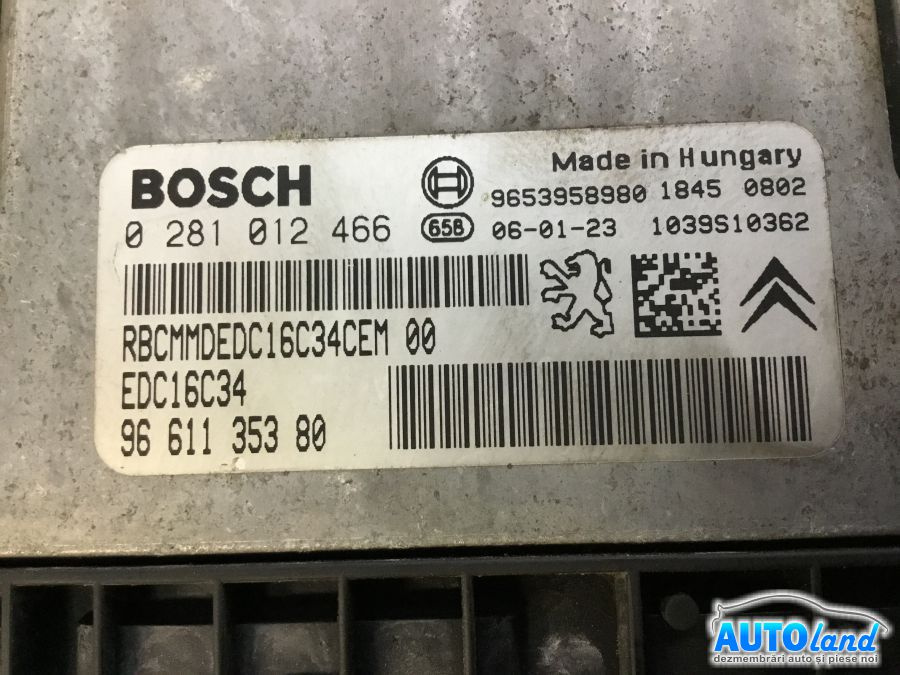 BOSCH
Made in Hungary
9653958980 1845 0802
0 281 012 466
658
06-01-23 1039S10362
RBCMMDEDC16C34CEM 00
EDC16C34
96 611 353 80
AUTOland
dezmembrări auto și piese noi